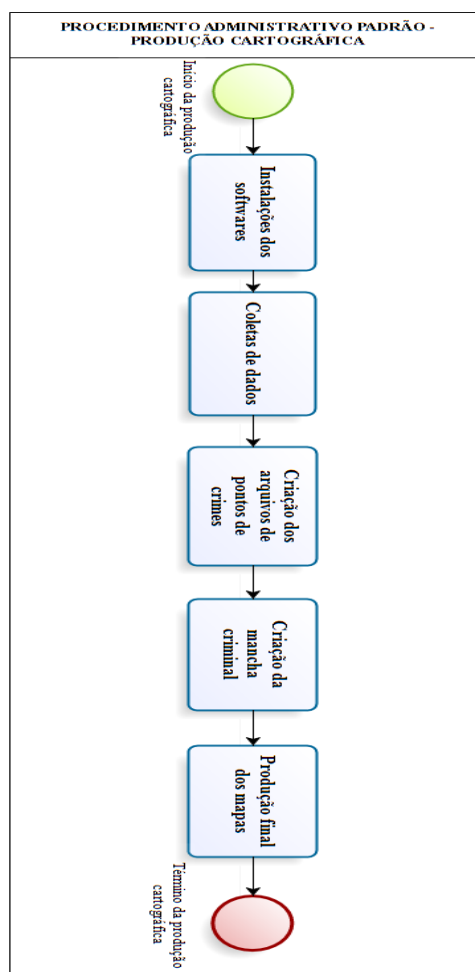 PROCEDIMENTO ADMINISTRATIVO PADRÃO -
PRODUÇÃO CARTOGRÁFICA
Início da produção
cartográfica
Instalações dos
softwares
Coletas de dados
Criação dos
arquivos de
pontos de
crimes
Criação da
mancha
criminal
Produção final
dos mapas
Término da produção
cartográfica